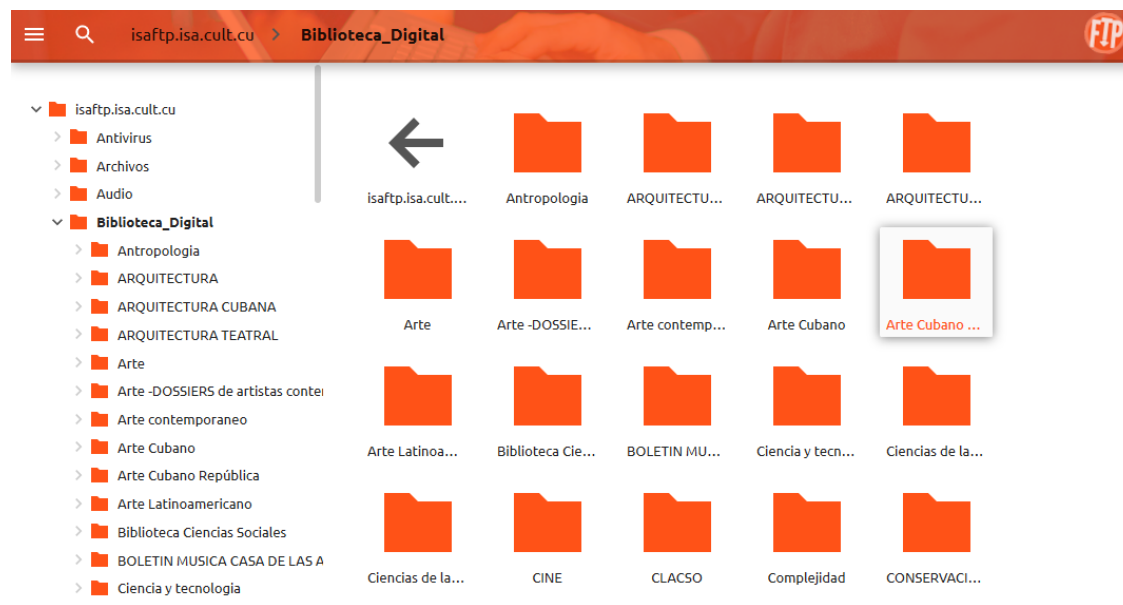 isaftp.isa.cult.cu > Biblioteca_Digital
FTP
isaftp.isa.cult.cu
Antivirus
Archivos
Audio
Biblioteca_Digital
Antropologia
ARQUITECTURA
ARQUITECTURA CUBANA
ARQUITECTURA TEATRAL
Arte
Arte -DOSSIERS de artistas conte
Arte contemporaneo
Arte Cubano
Arte Cubano República
Arte Latinoamericano
Biblioteca Ciencias Sociales
BOLETIN MUSICA CASA DE LAS A
Ciencia y tecnologia
isaftp.isa.cult.... Antropologia ARQUITECTU... ARQUITECTU... ARQUITECTU...
Arte Arte -DOSSIE... Arte contemp... Arte Cubano Arte Cubano ...
Arte Latinoa... Biblioteca Cie... BOLETIN MU... Ciencia y tecn... Ciencias de la...
Ciencias de la... CINE CLACSO Complejidad CONSERVACI...